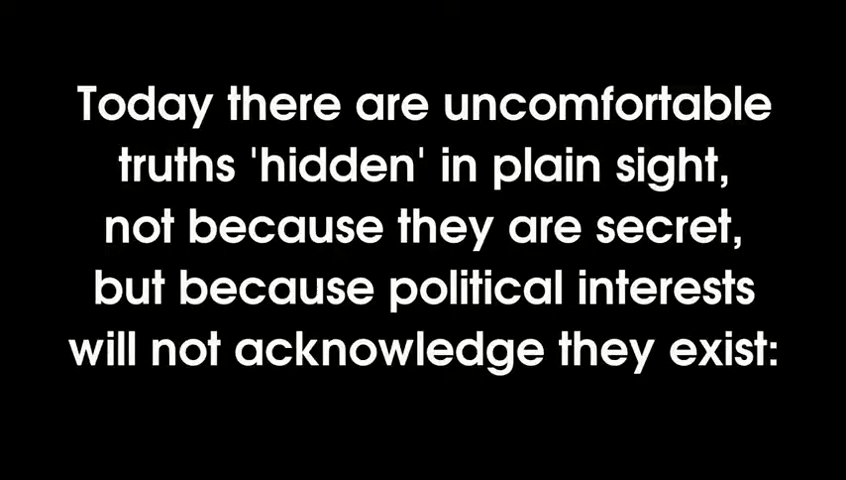 Today there are uncomfortable
truths 'hidden' in plain sight,
not because they are secret,
but because political interests
will not acknowledge they exist: